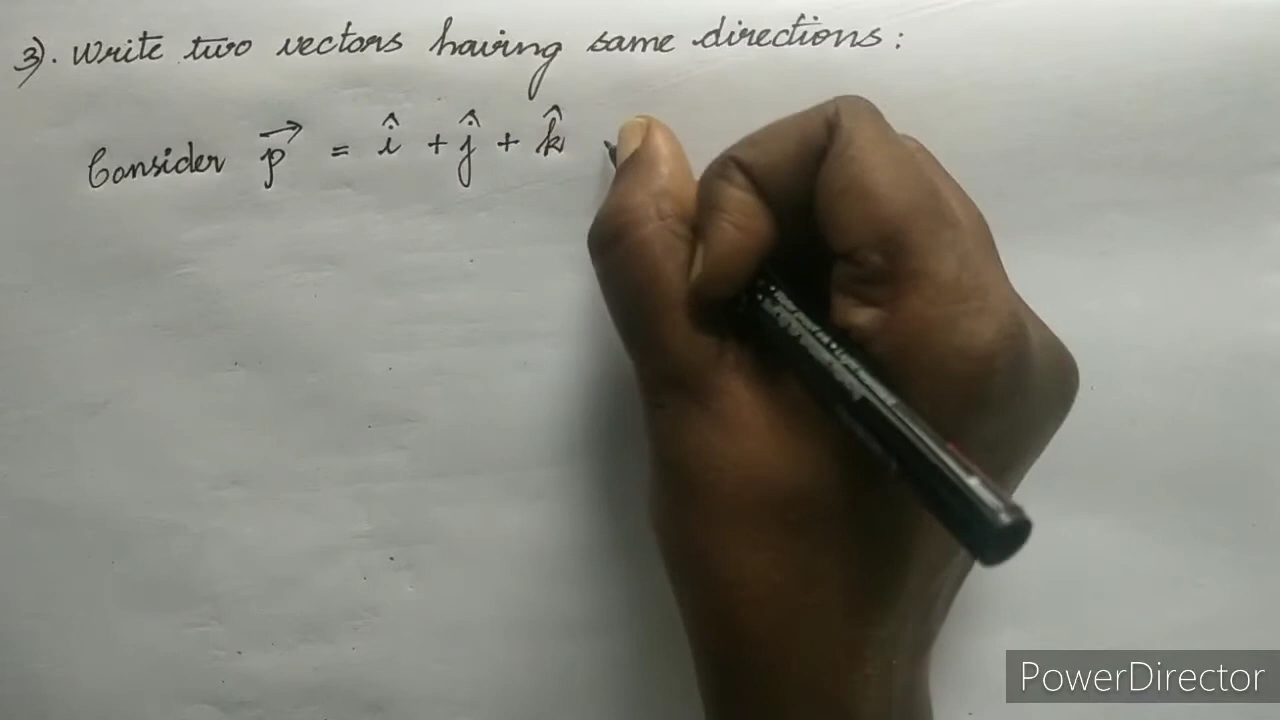 3). Write two vectors having same directions:
Consider p⃗ = î + ĵ + k̂
PowerDirector